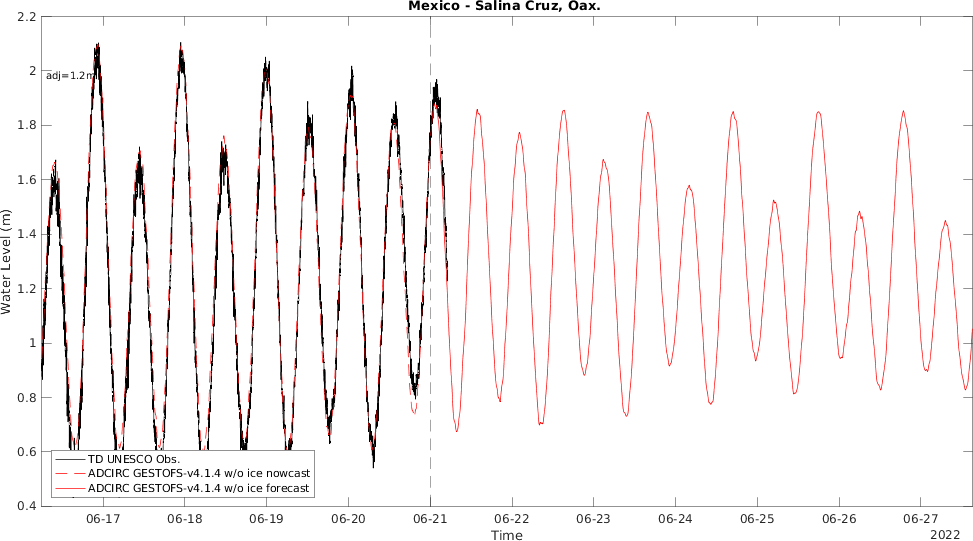 Mexico - Salina Cruz, Oax.
2.2
2
adj=1.2m
1.8
1.6
1.4
1.2
1
0.8
0.6
0.4
Water Level (m)
TD UNESCO Obs.
ADCIRC GESTOFS-v4.1.4 w/o ice nowcast
ADCIRC GESTOFS-v4.1.4 w/o ice forecast
06-17 06-18 06-19 06-20 06-21 06-22 06-23 06-24 06-25 06-26 06-27
Time
2022